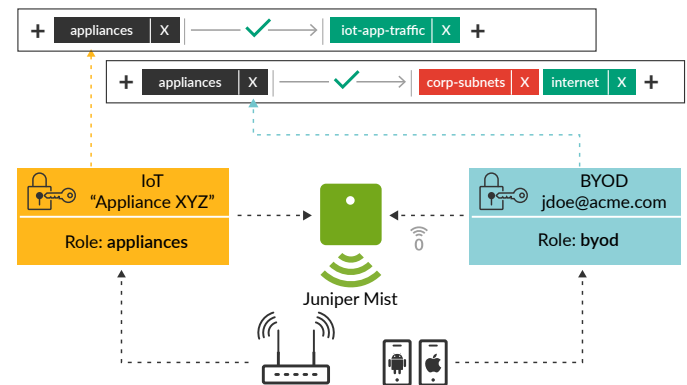 + appliances X iot-app-traffic X +
+ appliances X corp-subnets X internet X +
IoT
“Appliance XYZ”
Role: appliances
BYOD
jdoe@acme.com
Role: byod
Juniper Mist